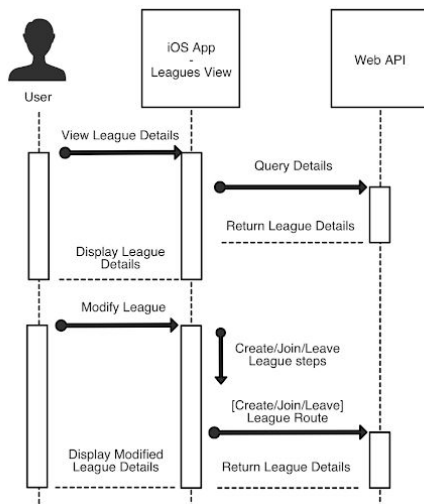 iOS App
-
Leagues View
Web API
User
View League Details
Query Details
Return League Details
Display League
Details
Modify League
Create/Join/Leave
League steps
[Create/Join/Leave]
League Route
Display Modified
League Details
Return League Details